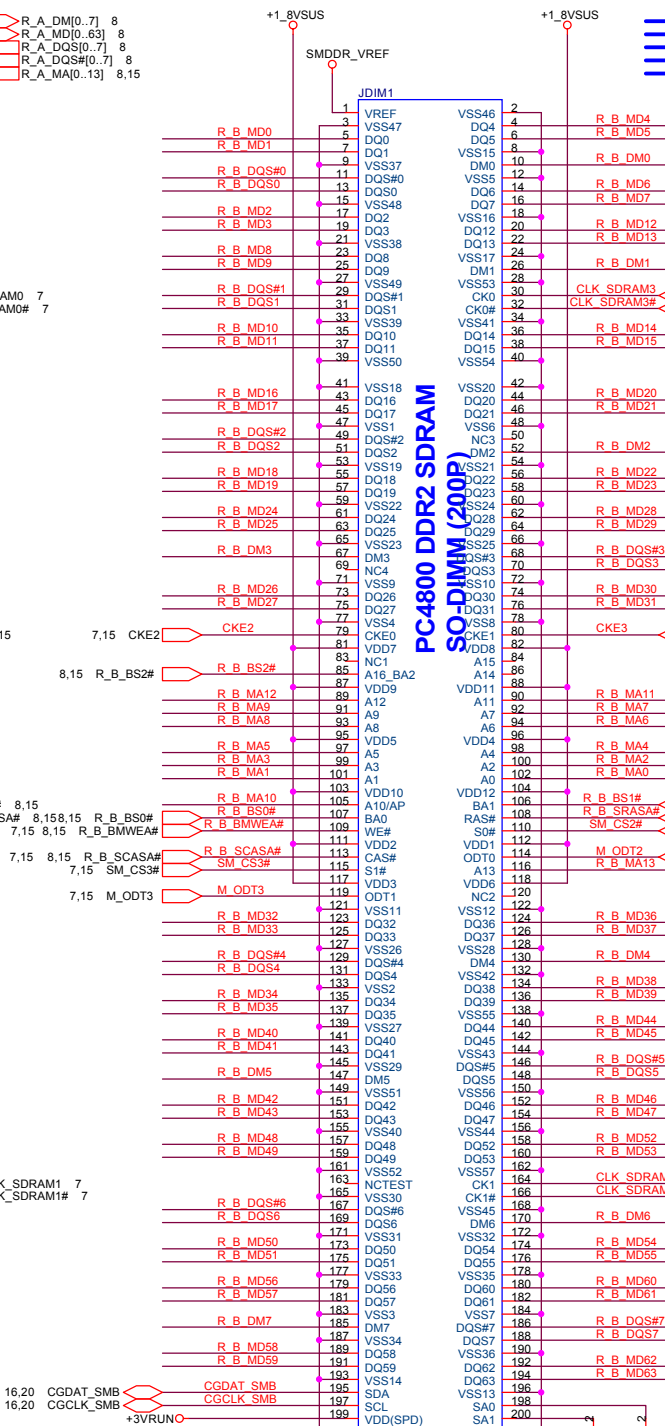 +1_8VSUS +1_8VSUS
R_A_DM[0..7] 8
R_A_MD[0..63] 8
R_A_DQS[0..7] 8
R_A_DQS#[0..7] 8
R_A_MA[0..13] 8,15
SMDDR_VREF
JDIM1
1 VREF VSS46 2
3 VSS47 DQ4 4 R_B_MD4
R_B_MD0 5 DQ0 DQ5 6 R_B_MD5
R_B_MD1 7 DQ1 VSS15 8
9 VSS37 DM0 10 R_B_DM0
R_B_DQS#0 11 DQS#0 VSS5 12
R_B_DQS0 13 DQS0 DQ6 14 R_B_MD6
15 VSS48 DQ7 16 R_B_MD7
R_B_MD2 17 DQ2 VSS16 18
R_B_MD3 19 DQ3 DQ12 20 R_B_MD12
21 VSS38 DQ13 22 R_B_MD13
R_B_MD8 23 DQ8 VSS17 24
R_B_MD9 25 DQ9 DM1 26 R_B_DM1
27 VSS49 VSS53 28
AM0 7 R_B_DQS#1 29 DQS#1 CK0 30 CLK_SDRAM3
AM0# 7 R_B_DQS1 31 DQS1 CK0# 32 CLK_SDRAM3#
33 VSS39 VSS41 34
R_B_MD10 35 DQ10 DQ14 36 R_B_MD14
R_B_MD11 37 DQ11 DQ15 38 R_B_MD15
39 VSS50 VSS54 40
41 VSS18 VSS20 42
R_B_MD16 43 DQ16 DQ20 44 R_B_MD20
R_B_MD17 45 DQ17 DQ21 46 R_B_MD21
47 VSS1 VSS6 48
R_B_DQS#2 49 DQS#2 NC3 50
R_B_DQS2 51 DQS2 DM2 52 R_B_DM2
53 VSS19 VSS21 54
R_B_MD18 55 DQ18 DQ22 56 R_B_MD22
R_B_MD19 57 DQ19 DQ23 58 R_B_MD23
59 VSS22 VSS24 60
R_B_MD24 61 DQ24 DQ28 62 R_B_MD28
R_B_MD25 63 DQ25 DQ29 64 R_B_MD29
65 VSS23 VSS25 66
R_B_DM3 67 DM3 DQS#3 68 R_B_DQS#3
69 NC4 DQS3 70 R_B_DQS3
71 VSS9 VSS10 72
R_B_MD26 73 DQ26 DQ30 74 R_B_MD30
R_B_MD27 75 DQ27 DQ31 76 R_B_MD31
77 VSS4 VSS8 78
15 7,15 CKE2 CKE2 79 CKE0 CKE1 80 CKE3
81 VDD7 VDD8 82
83 NC1 A15 84
8,15 R_B_BS2# R_B_BS2# 85 A16_BA2 A14 86
87 VDD9 VDD11 88
R_B_MA12 89 A12 A11 90 R_B_MA11
R_B_MA9 91 A9 A7 92 R_B_MA7
R_B_MA8 93 A8 A6 94 R_B_MA6
95 VDD5 VDD4 96
R_B_MA5 97 A5 A4 98 R_B_MA4
R_B_MA3 99 A3 A2 100 R_B_MA2
R_B_MA1 101 A1 A0 102 R_B_MA0
103 VDD10 VDD12 104
# 8,15 R_B_MA10 105 A10/AP BA1 106 R_B_BS1#
SA# 8,15 8,15 R_B_BS0# R_B_BS0# 107 BA0 RAS# 108 R_B_SRASA#
7,15 8,15 R_B_BMWEA# R_B_BMWEA# 109 WE# S0# 110 SM_CS2#
111 VDD2 VDD1 112
7,15 8,15 R_B_SCASA# R_B_SCASA# 113 CAS# ODT0 114 M_ODT2
7,15 SM_CS3# SM_CS3# 115 S1# A13 116 R_B_MA13
117 VDD3 VDD6 118
7,15 M_ODT3 M_ODT3 119 ODT1 NC2 120
121 VSS11 VSS12 122
R_B_MD32 123 DQ32 DQ36 124 R_B_MD36
R_B_MD33 125 DQ33 DQ37 126 R_B_MD37
127 VSS26 VSS28 128
R_B_DQS#4 129 DQS#4 DM4 130 R_B_DM4
R_B_DQS4 131 DQS4 VSS42 132
133 VSS2 DQ38 134 R_B_MD38
R_B_MD34 135 DQ34 DQ39 136 R_B_MD39
R_B_MD35 137 DQ35 VSS55 138
139 VSS27 DQ44 140 R_B_MD44
R_B_MD40 141 DQ40 DQ45 142 R_B_MD45
R_B_MD41 143 DQ41 VSS43 144
145 VSS29 DQS#5 146 R_B_DQS#5
R_B_DM5 147 DM5 DQS5 148 R_B_DQS5
149 VSS51 VSS56 150
R_B_MD42 151 DQ42 DQ46 152 R_B_MD46
R_B_MD43 153 DQ43 DQ47 154 R_B_MD47
155 VSS40 VSS44 156
R_B_MD48 157 DQ48 DQ52 158 R_B_MD52
R_B_MD49 159 DQ49 DQ53 160 R_B_MD53
161 VSS52 VSS57 162
K_SDRAM1 7 163 NCTEST CK1 164 CLK_SDRAM
K_SDRAM1# 7 165 VSS30 CK1# 166 CLK_SDRAM
R_B_DQS#6 167 DQS#6 VSS45 168
R_B_DQS6 169 DQS6 DM6 170 R_B_DM6
171 VSS31 VSS32 172
R_B_MD50 173 DQ50 DQ54 174 R_B_MD54
R_B_MD51 175 DQ51 DQ55 176 R_B_MD55
177 VSS33 VSS35 178
R_B_MD56 179 DQ56 DQ60 180 R_B_MD60
R_B_MD57 181 DQ57 DQ61 182 R_B_MD61
183 VSS3 VSS7 184
R_B_DM7 185 DM7 DQS#7 186 R_B_DQS#7
187 VSS34 DQS7 188 R_B_DQS7
R_B_MD58 189 DQ58 VSS36 190
R_B_MD59 191 DQ59 DQ62 192 R_B_MD62
193 VSS14 DQ63 194 R_B_MD63
16,20 CGDAT_SMB CGDAT_SMB 195 SDA VSS13 196
16,20 CGCLK_SMB CGCLK_SMB 197 SCL SA0 198
+3VRUN 199 VDD(SPD) SA1 200 2 2
PC4800 DDR2 SDRAM
SO-DIMM (200P)